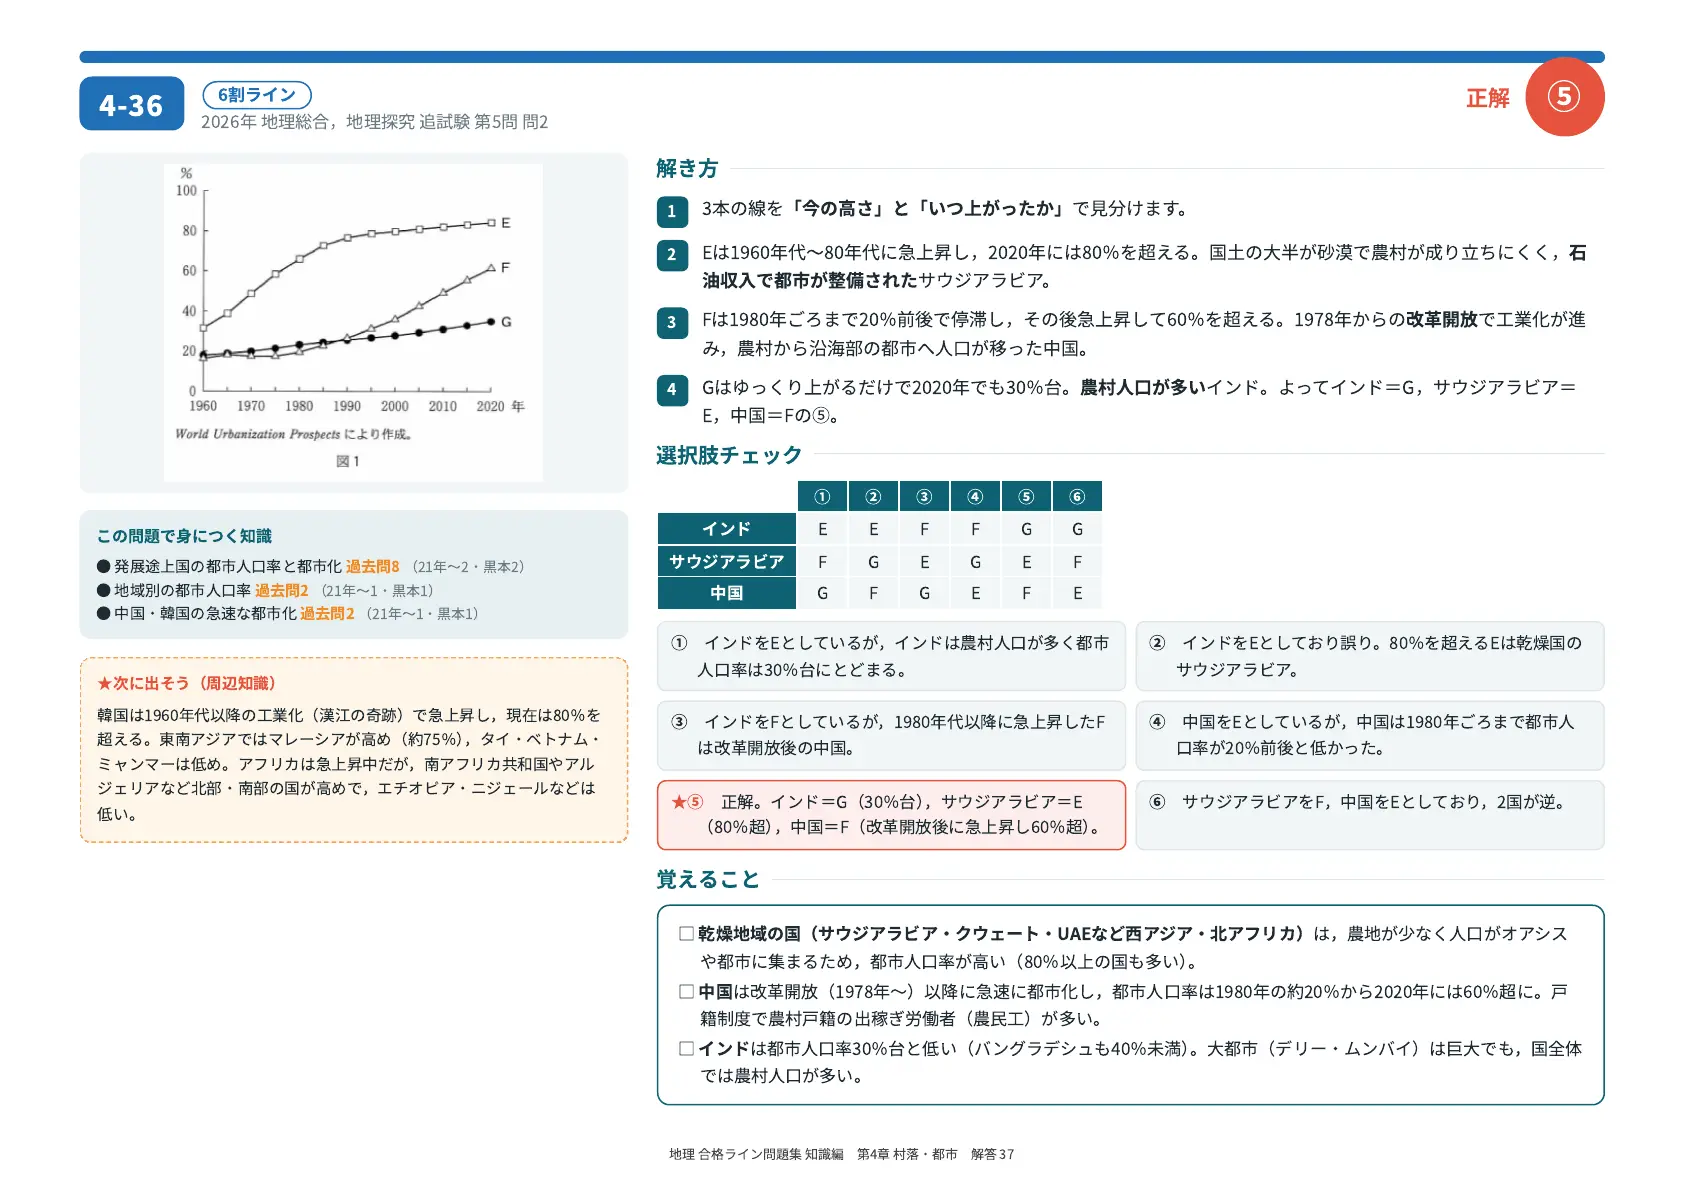 4-36
6割ライン
2026年 地理総合，地理探究 追試験 第5問 問2
正解 ⑤
%
100
80
60
40
20
0
1960 1970 1980 1990 2000 2010 2020 年
E
F
G
World Urbanization Prospects により作成。
図 1
この問題で身につく知識
● 発展途上国の都市人口率と都市化 過去問8 （21年〜2・黒本2）
● 地域別の都市人口率 過去問2 （21年〜1・黒本1）
● 中国・韓国の急速な都市化 過去問2 （21年〜1・黒本1）
★次に出そう（周辺知識）
韓国は1960年代以降の工業化（漢江の奇跡）で急上昇し，現在は80%を
超える。東南アジアではマレーシアが高め（約75%），タイ・ベトナム・
ミャンマーは低め。アフリカは急上昇中だが，南アフリカ共和国やアル
ジェリアなど北部・南部の国が高めで，エチオピア・ニジェールなどは
低い。
解き方
1 3本の線を「今の高さ」と「いつ上がったか」で見分けます。
2 Eは1960年代〜80年代に急上昇し，2020年には80%を超える。国土の大半が砂漠で農村が成り立ちにくく，石
油収入で都市が整備されたサウジアラビア。
3 Fは1980年ごろまで20%前後で停滞し，その後急上昇して60%を超える。1978年からの改革開放で工業化が進
み，農村から沿海部の都市へ人口が移った中国。
4 Gはゆっくり上がるだけで2020年でも30%台。農村人口が多いインド。よってインド＝G，サウジアラビア＝
E，中国＝Fの⑤。
選択肢チェック
① ② ③ ④ ⑤ ⑥
インド E E F F G G
サウジアラビア F G E G E F
中国 G F G E F E
① インドをEとしているが，インドは農村人口が多く都市
人口率は30%台にとどまる。
② インドをEとしており誤り。80%を超えるEは乾燥国の
サウジアラビア。
③ インドをFとしているが，1980年代以降に急上昇したF
は改革開放後の中国。
④ 中国をEとしているが，中国は1980年ごろまで都市人
口率が20%前後と低かった。
★⑤ 正解。インド＝G（30%台），サウジアラビア＝E
（80%超），中国＝F（改革開放後に急上昇し60%超）。
⑥ サウジアラビアをF，中国をEとしており，2国が逆。
覚えること
□ 乾燥地域の国（サウジアラビア・クウェート・UAEなど西アジア・北アフリカ）は，農地が少なく人口がオアシス
や都市に集まるため，都市人口率が高い（80%以上の国も多い）。
□ 中国は改革開放（1978年〜）以降に急速に都市化し，都市人口率は1980年の約20%から2020年には60%超に。戸
籍制度で農村戸籍の出稼ぎ労働者（農民工）が多い。
□ インドは都市人口率30%台と低い（バングラデシュも40%未満）。大都市（デリー・ムンバイ）は巨大でも，国全体
では農村人口が多い。
地理 合格ライン問題集 知識編 第4章 村落・都市 解答 37